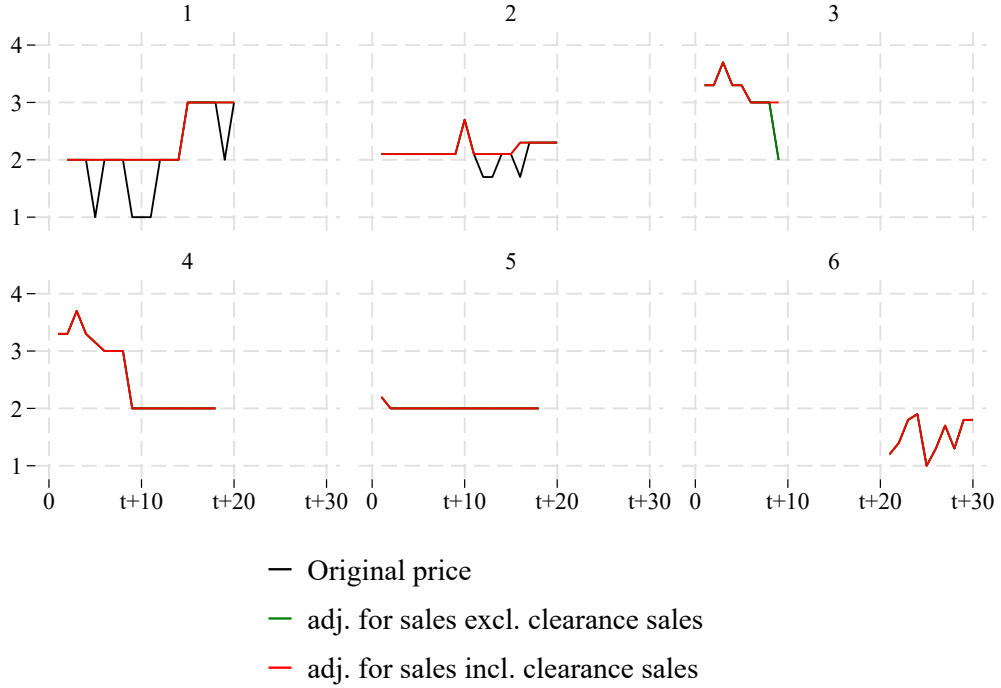 1 2 3
4
3
2
1
4 5 6
4
3
2
1
0 t+10 t+20 t+30 0 t+10 t+20 t+30 0 t+10 t+20 t+30
Original price
adj. for sales excl. clearance sales
adj. for sales incl. clearance sales